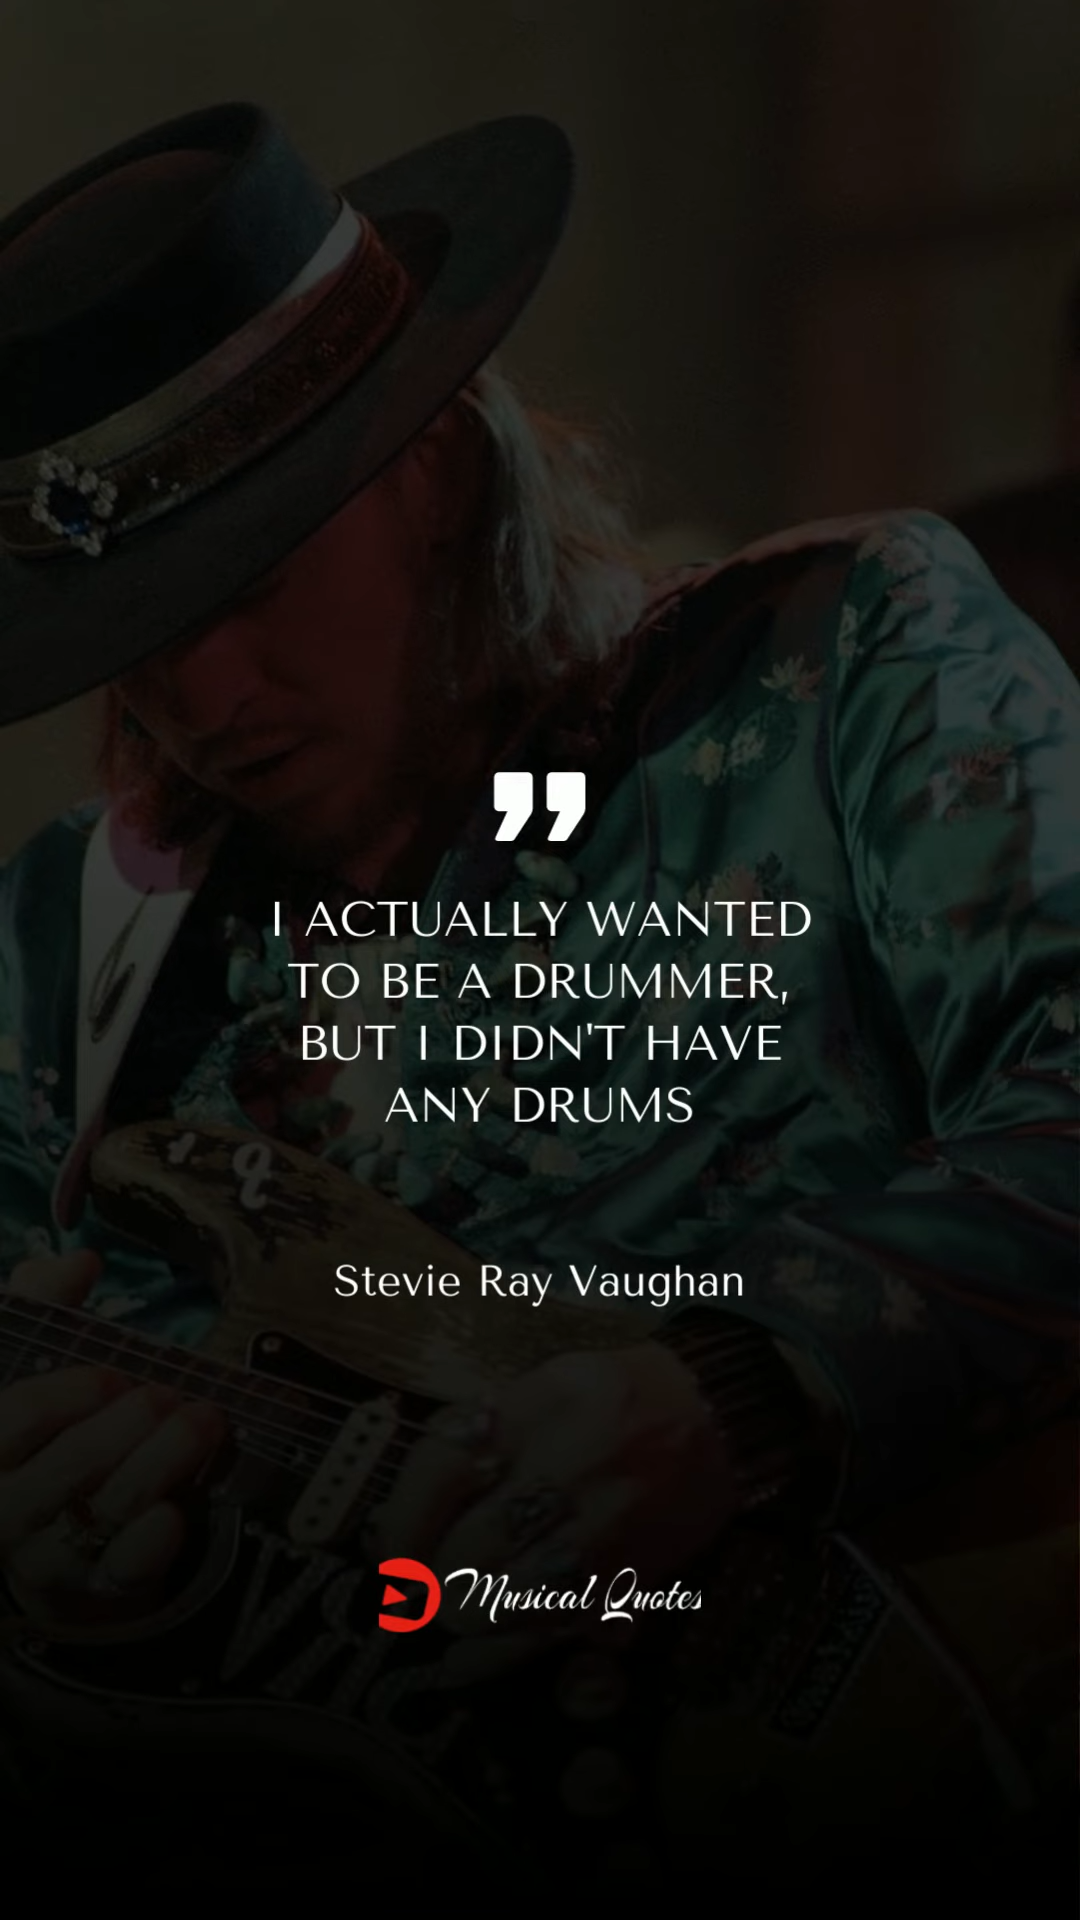 ”
I ACTUALLY WANTED
TO BE A DRUMMER,
BUT I DIDN'T HAVE
ANY DRUMS
Stevie Ray Vaughan
Musical Quotes